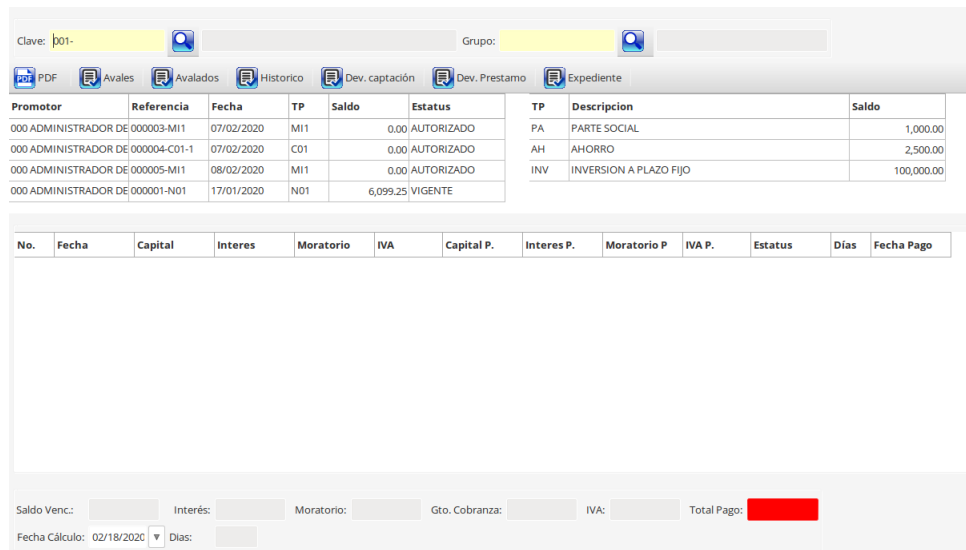 Clave: 001- Grupo:
PDF PDF Avales Avalados Historico Dev. captación Dev. Prestamo Expediente
Promotor Referencia Fecha TP Saldo Estatus TP Descripcion Saldo
000 ADMINISTRADOR DE 000003-MI1 07/02/2020 MI1 0.00 AUTORIZADO PA PARTE SOCIAL 1,000.00
000 ADMINISTRADOR DE 000004-C01-1 07/02/2020 C01 0.00 AUTORIZADO AH AHORRO 2,500.00
000 ADMINISTRADOR DE 000005-MI1 08/02/2020 MI1 0.00 AUTORIZADO INV INVERSION A PLAZO FIJO 100,000.00
000 ADMINISTRADOR DE 000001-N01 17/01/2020 N01 6,099.25 VIGENTE
No. Fecha Capital Interes Moratorio IVA Capital P. Interes P. Moratorio P IVA P. Estatus Días Fecha Pago
Saldo Venc.: Interés: Moratorio: Gto. Cobranza: IVA: Total Pago:
Fecha Cálculo: 02/18/2020 Dias: